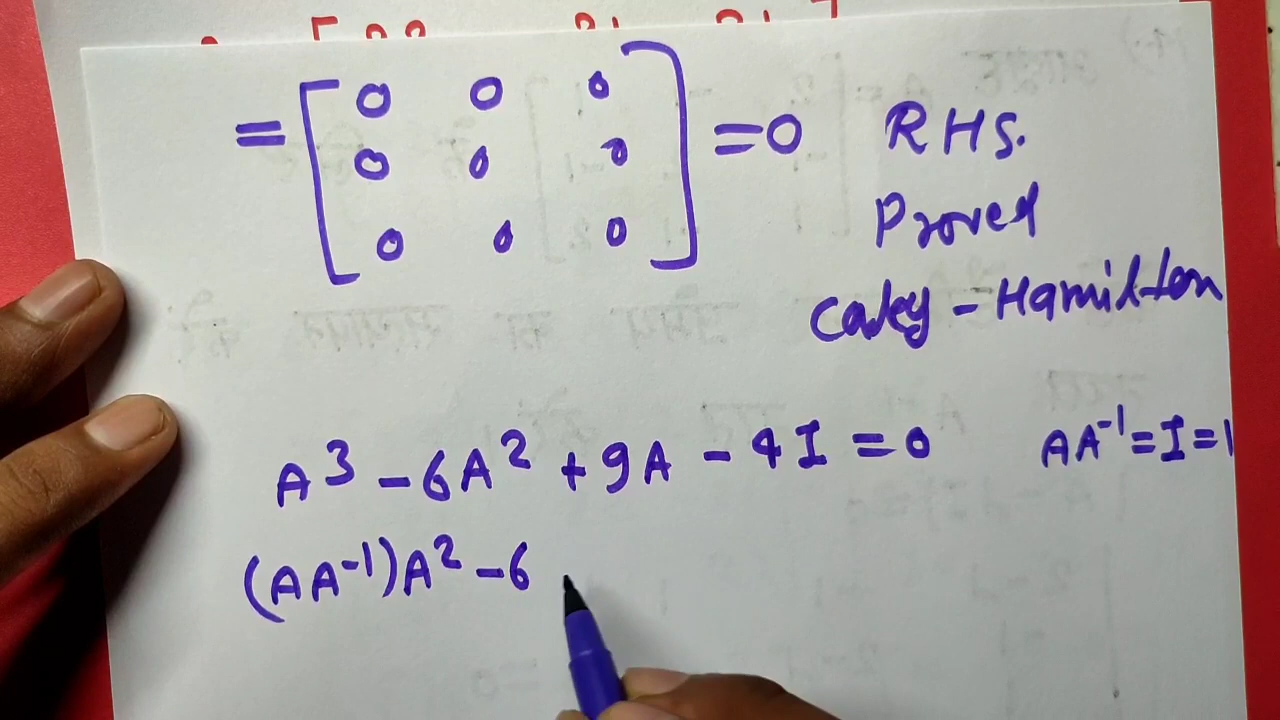 = [ 0 0 0
0 0 0
0 0 0 ] = 0 RHS.
Proved
Caley - Hamilton
A³ - 6A² + 9A - 4I = 0 AA⁻¹ = I = 1
(AA⁻¹)A² - 6